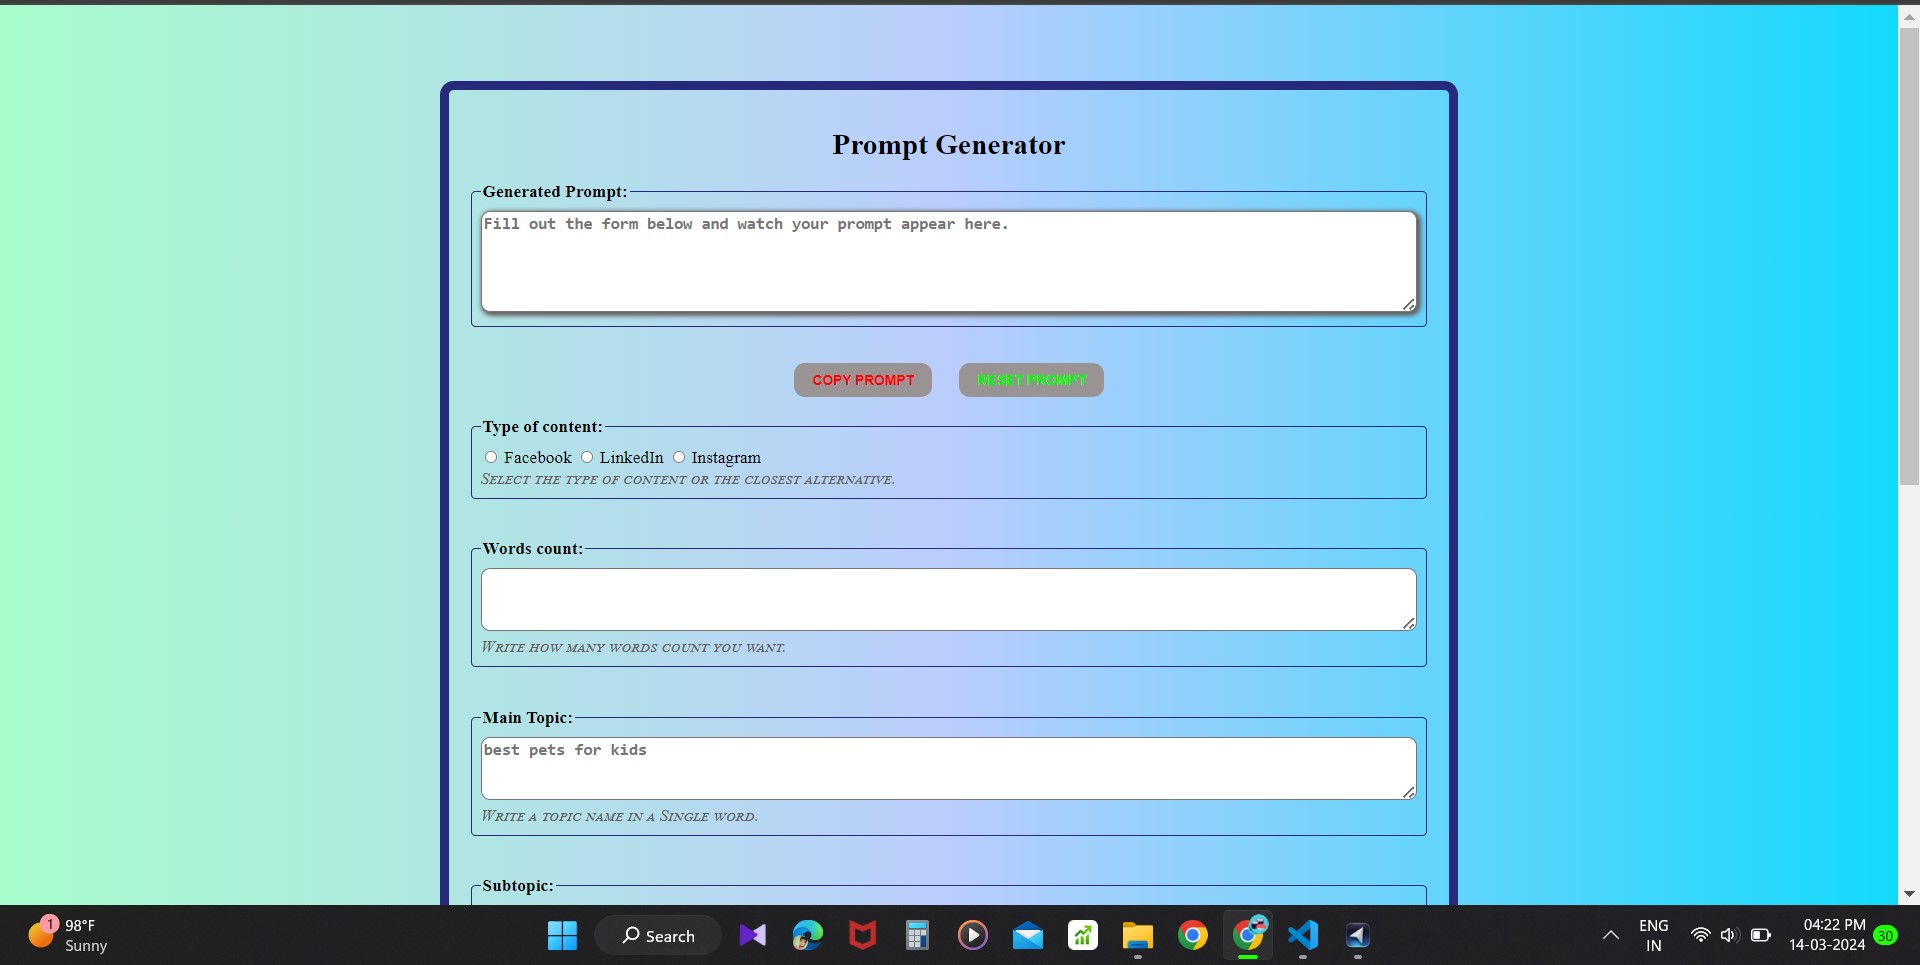 Prompt Generator
Generated Prompt:
Fill out the form below and watch your prompt appear here.
COPY PROMPT RESET PROMPT
Type of content:
Facebook LinkedIn Instagram
Select the type of content or the closest alternative.
Words count:
Write how many words count you want.
Main Topic:
best pets for kids
Write a topic name in a Single word.
Subtopic:
1
98°F
Sunny
Search
ENG
IN
04:22 PM
14-03-2024
30